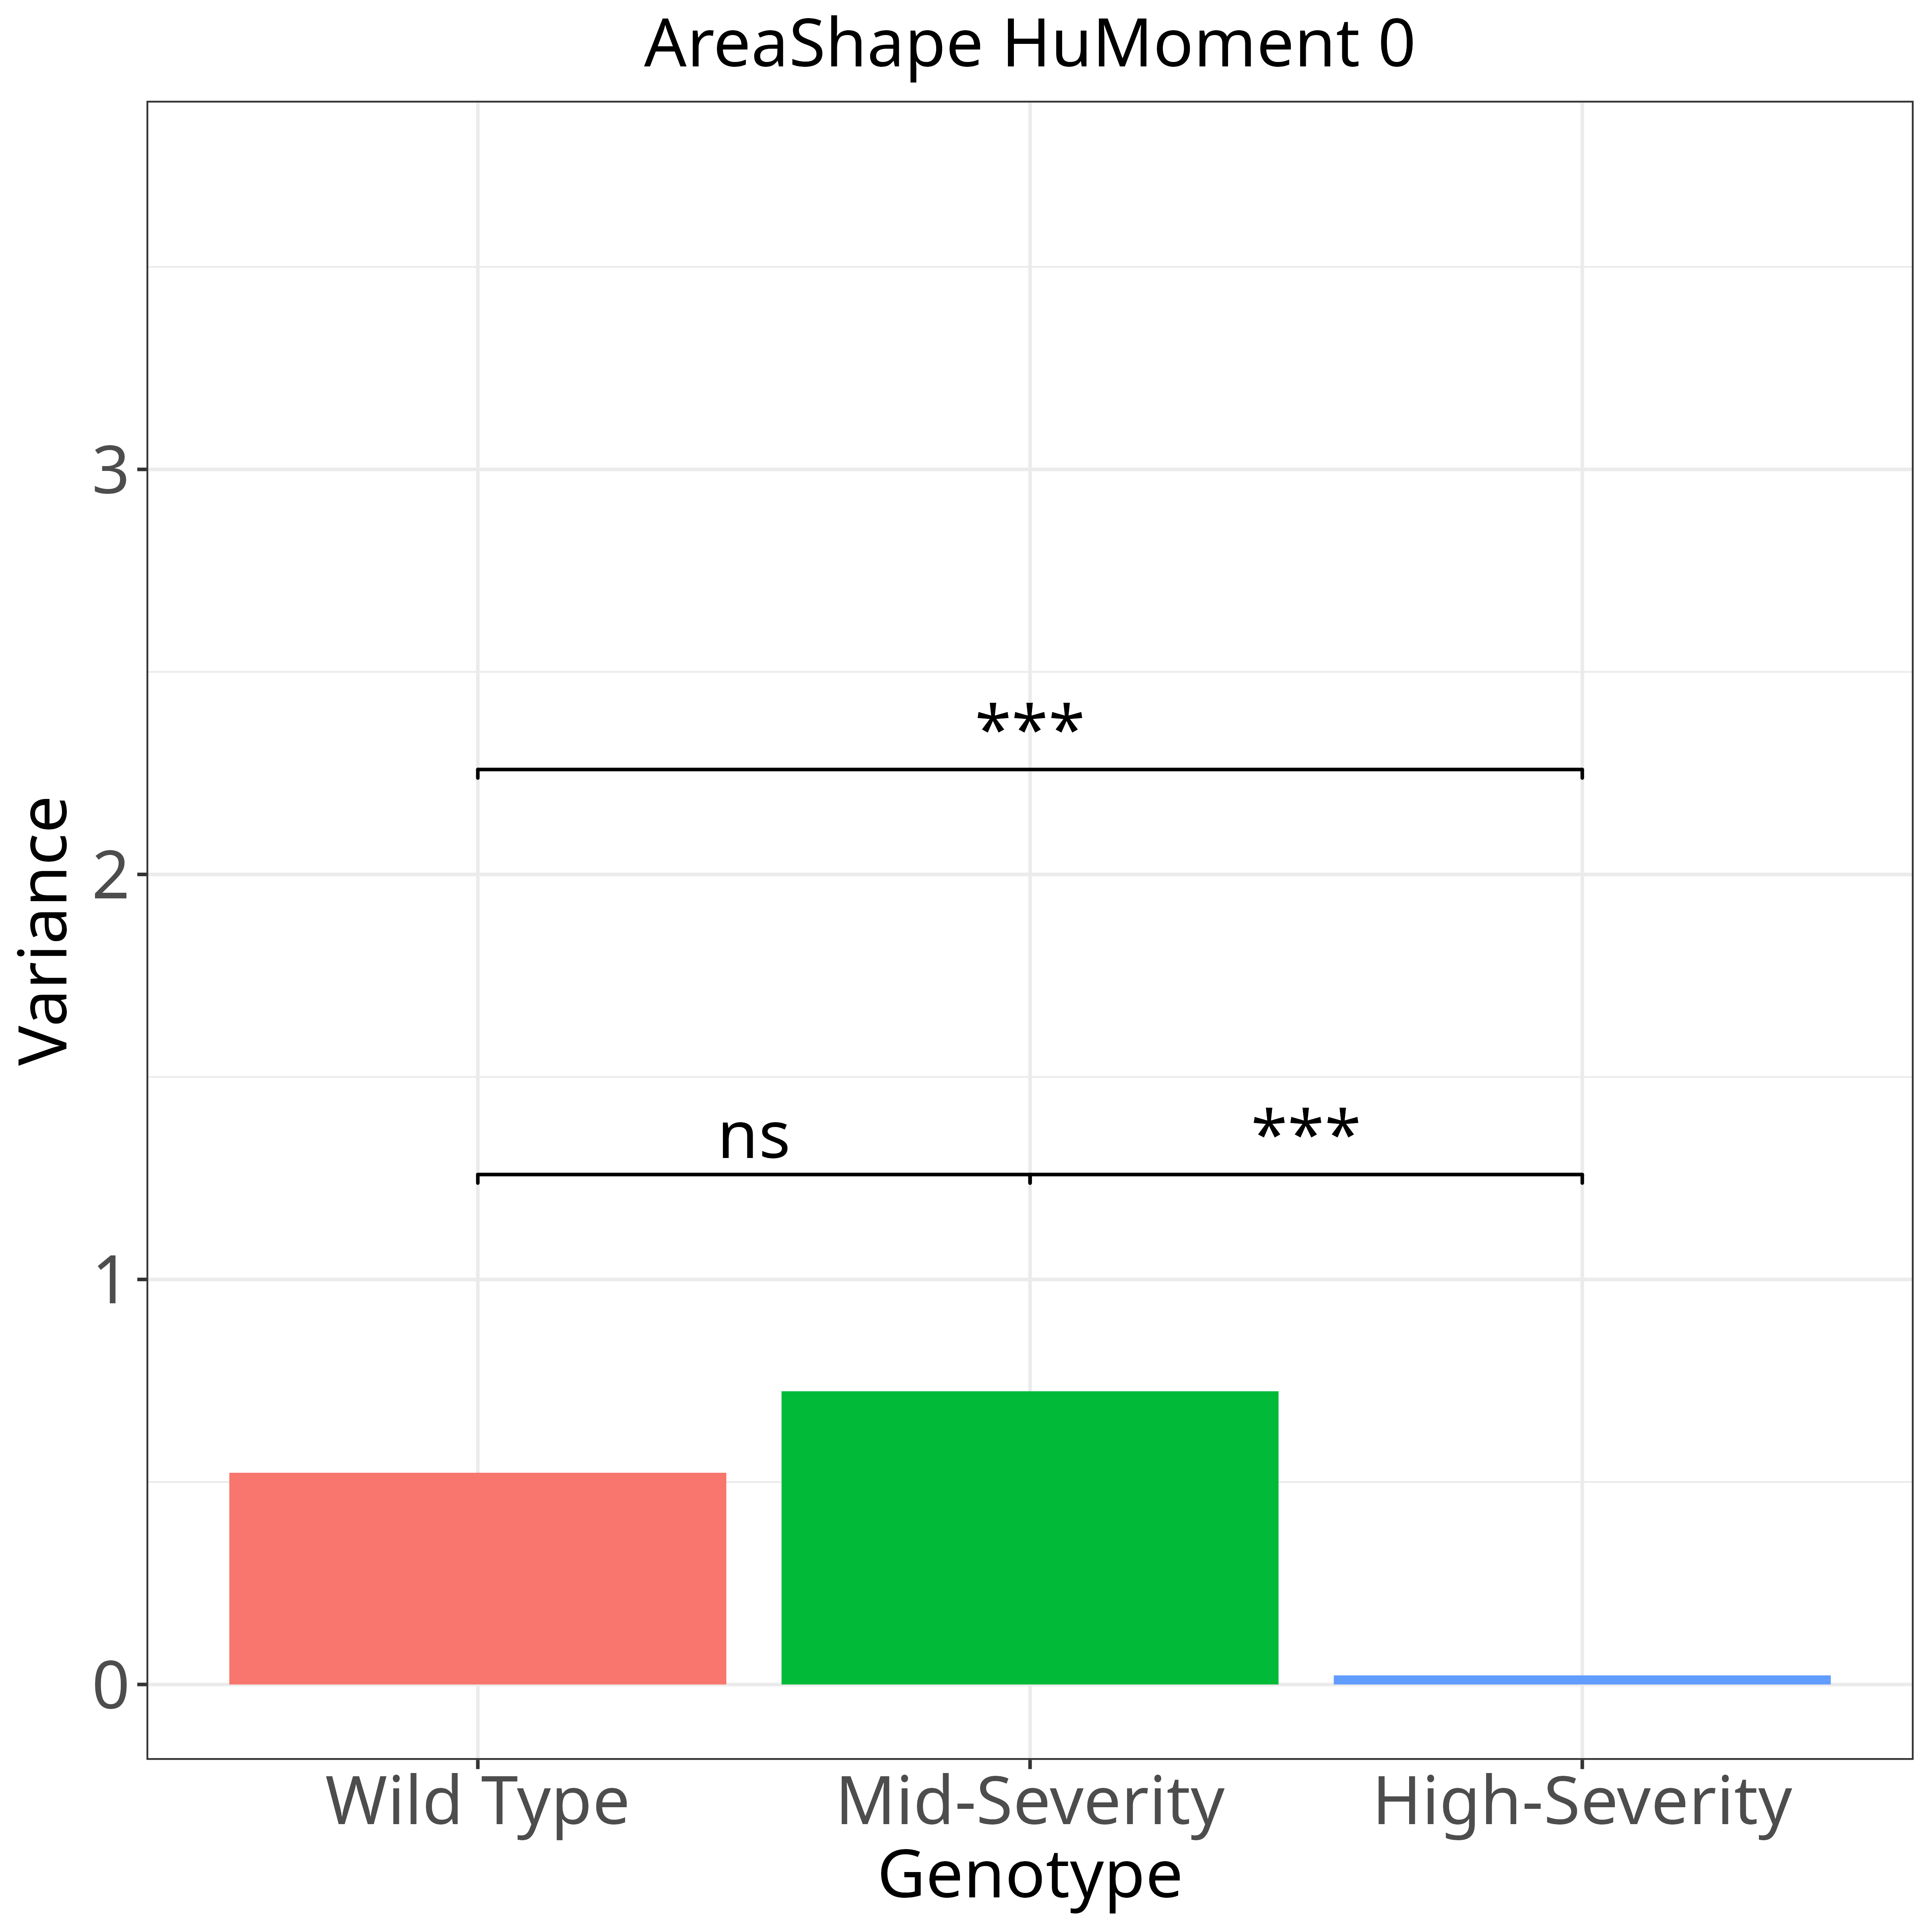 AreaShape HuMoment 0
Variance
3
2
1
0
***
ns
***
Wild Type
Mid-Severity
High-Severity
Genotype